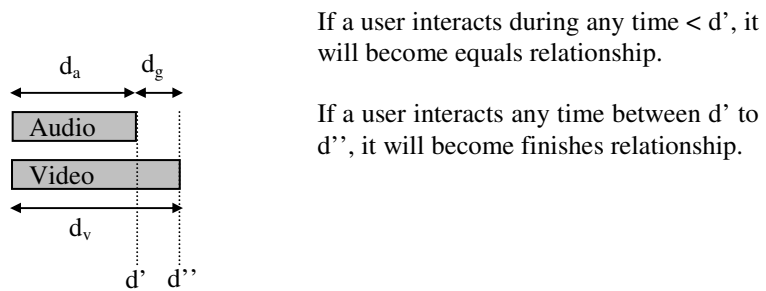 If a user interacts during any time < d’, it
will become equals relationship.
If a user interacts any time between d’ to
d’’, it will become finishes relationship.
da dg
Audio
Video
dv
d' d’’